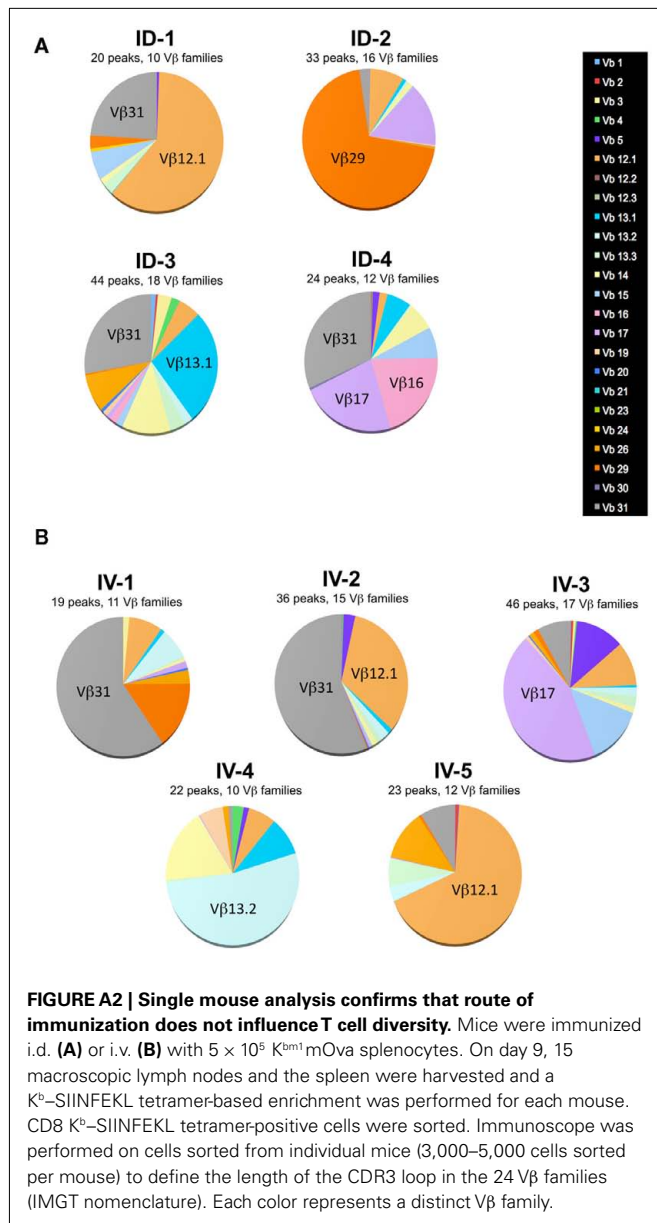 A
ID-1
20 peaks, 10 Vβ families
Vβ31
Vβ12.1
ID-2
33 peaks, 16 Vβ families
Vβ29
ID-3
44 peaks, 18 Vβ families
Vβ31
Vβ13.1
ID-4
24 peaks, 12 Vβ families
Vβ31
Vβ17
Vβ16
Vb 1
Vb 2
Vb 3
Vb 4
Vb 5
Vb 12.1
Vb 12.2
Vb 12.3
Vb 13.1
Vb 13.2
Vb 13.3
Vb 14
Vb 15
Vb 16
Vb 17
Vb 19
Vb 20
Vb 21
Vb 23
Vb 24
Vb 26
Vb 29
Vb 30
Vb 31
B
IV-1
19 peaks, 11 Vβ families
Vβ31
IV-2
36 peaks, 15 Vβ families
Vβ12.1
Vβ31
IV-3
46 peaks, 17 Vβ families
Vβ17
IV-4
22 peaks, 10 Vβ families
Vβ13.2
IV-5
23 peaks, 12 Vβ families
Vβ12.1
FIGURE A2 | Single mouse analysis confirms that route of
immunization does not influence T cell diversity. Mice were immunized
i.d. (A) or i.v. (B) with 5 × 10⁵ Kᵇᵐ¹ mOva splenocytes. On day 9, 15
macroscopic lymph nodes and the spleen were harvested and a
Kᵇ–SIINFEKL tetramer-based enrichment was performed for each mouse.
CD8 Kᵇ–SIINFEKL tetramer-positive cells were sorted. Immunoscope was
performed on cells sorted from individual mice (3,000–5,000 cells sorted
per mouse) to define the length of the CDR3 loop in the 24 Vβ families
(IMGT nomenclature). Each color represents a distinct Vβ family.